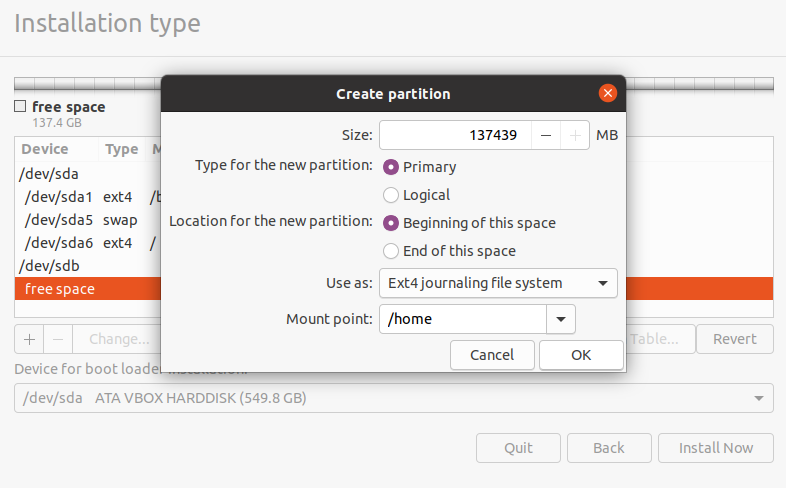 Installation type
Create partition
free space
137.4 GB
Size: 137439 MB
Device Type M
Type for the new partition: Primary
/dev/sda
Logical
/dev/sda1 ext4 /b
/dev/sda5 swap
Location for the new partition: Beginning of this space
/dev/sda6 ext4 /
End of this space
/dev/sdb
free space
Use as: Ext4 journaling file system
Mount point: /home
+ − Change... Table... Revert
Cancel OK
Device for boot loader installation:
/dev/sda ATA VBOX HARDDISK (549.8 GB)
Quit Back Install Now